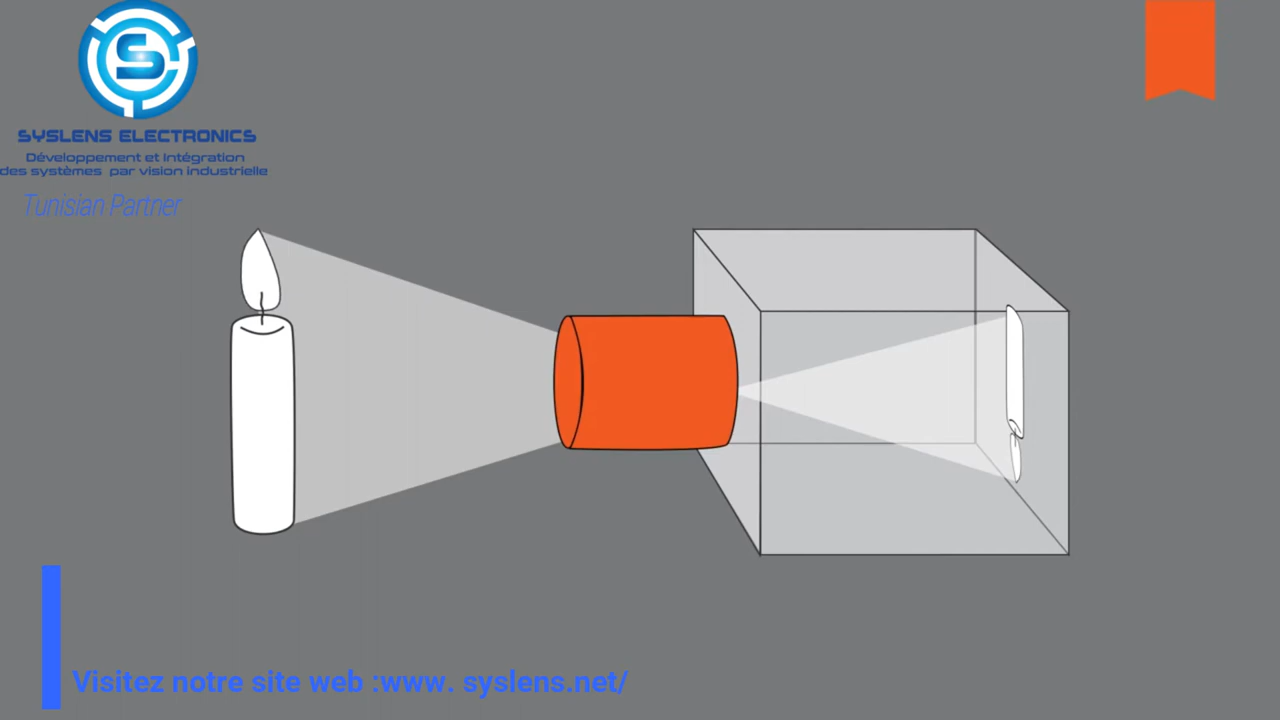 S
SYSLENS ELECTRONICS
Développement et Intégration
des systèmes par vision industrielle
Tunisian Partner
Visitez notre site web :www. syslens.net/